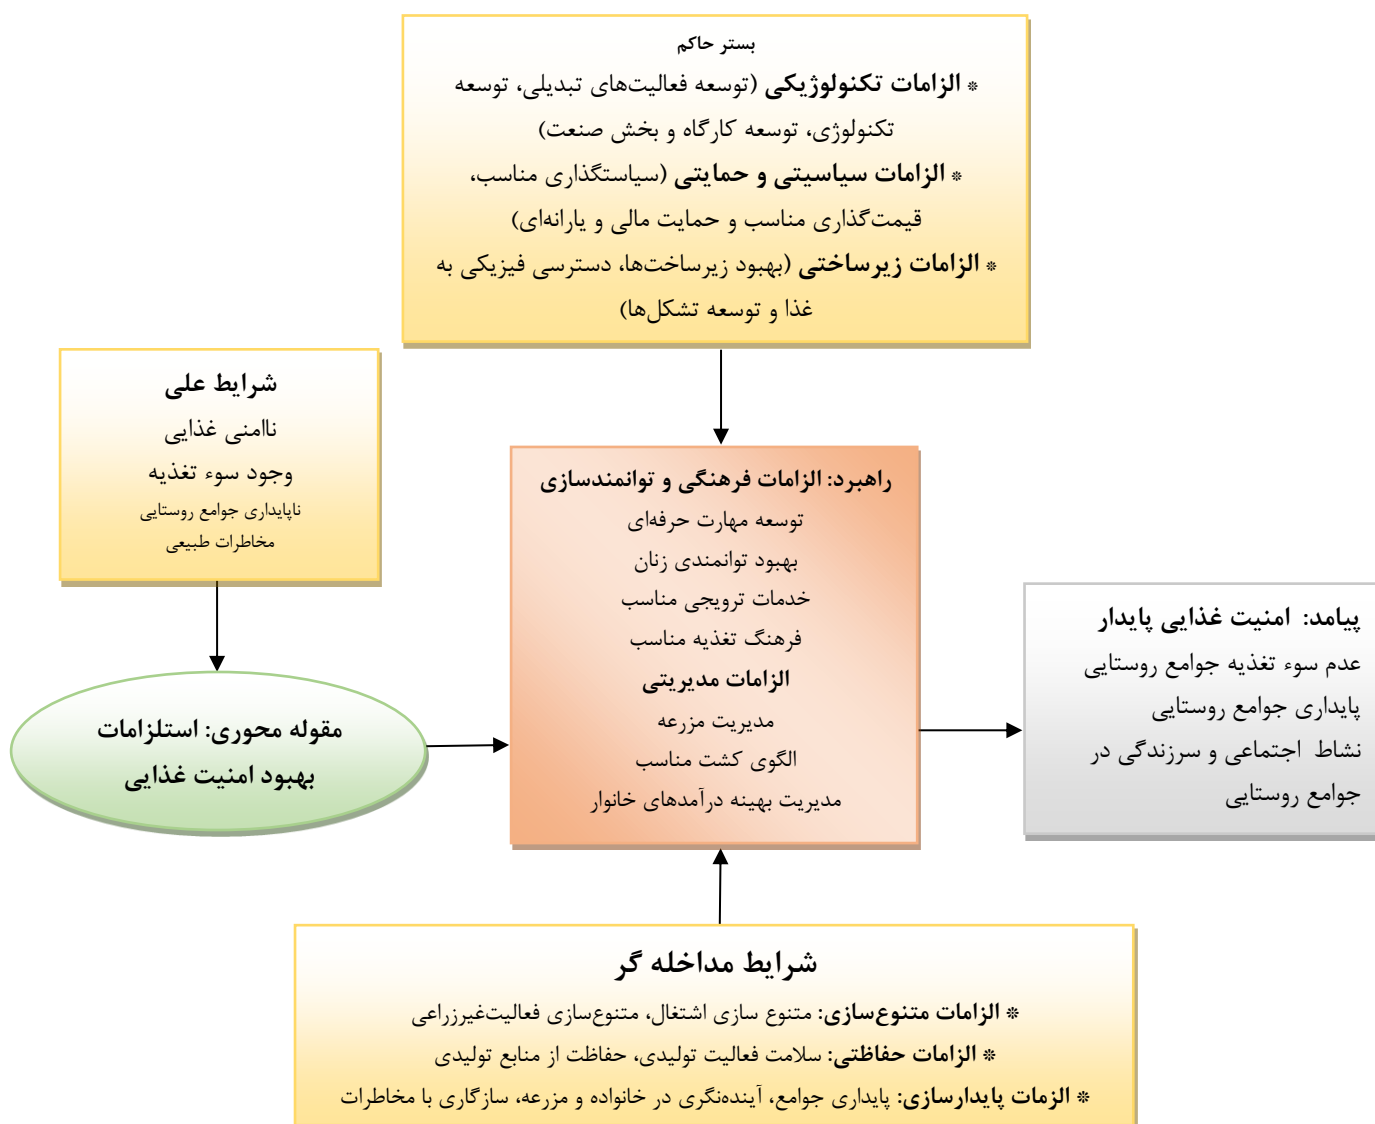 بستر حاکم
* الزامات تکنولوژیکی (توسعه فعالیت‌های تبدیلی، توسعه
تکنولوژی، توسعه کارگاه و بخش صنعت)
* الزامات سیاسیتی و حمایتی (سیاستگذاری مناسب،
قیمت‌گذاری مناسب و حمایت مالی و یارانه‌ای)
* الزامات زیرساختی (بهبود زیرساخت‌ها، دسترسی فیزیکی به
غذا و توسعه تشکل‌ها)
شرایط علی
ناامنی غذایی
وجود سوء تغذیه
ناپایداری جوامع روستایی
مخاطرات طبیعی
مقوله محوری: استلزامات
بهبود امنیت غذایی
راهبرد: الزامات فرهنگی و توانمندسازی
توسعه مهارت حرفه‌ای
بهبود توانمندی زنان
خدمات ترویجی مناسب
فرهنگ تغذیه مناسب
الزامات مدیریتی
مدیریت مزرعه
الگوی کشت مناسب
مدیریت بهینه درآمدهای خانوار
پیامد: امنیت غذایی پایدار
عدم سوء تغذیه جوامع روستایی
پایداری جوامع روستایی
نشاط اجتماعی و سرزندگی در
جوامع روستایی
شرایط مداخله گر
* الزامات متنوع‌سازی: متنوع سازی اشتغال، متنوع‌سازی فعالیت‌غیرزراعی
* الزامات حفاظتی: سلامت فعالیت تولیدی، حفاظت از منابع تولیدی
* الزمات پایدارسازی: پایداری جوامع، آینده‌نگری در خانواده و مزرعه، سازگاری با مخاطرات